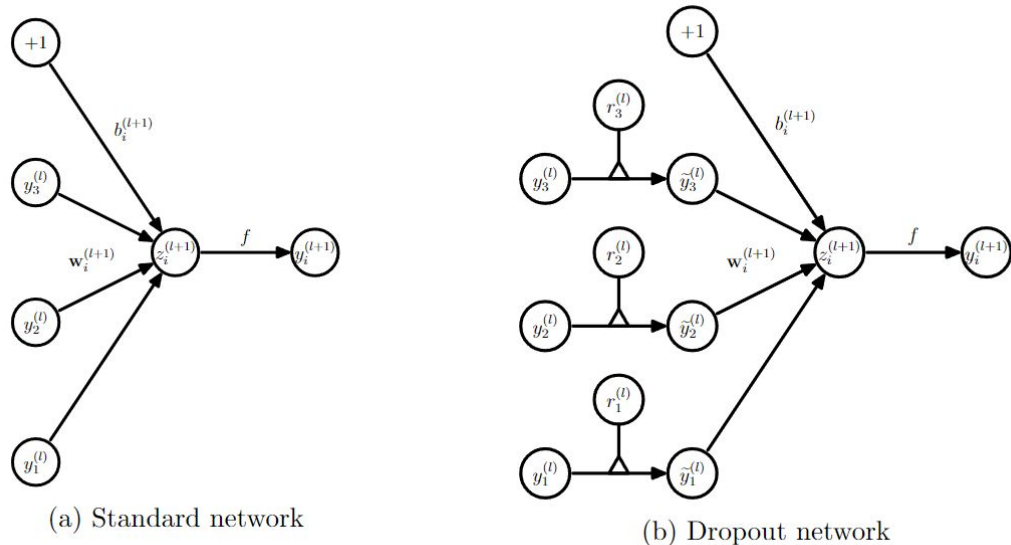 +1
b_i^{(l+1)}
y_3^{(l)}
w_i^{(l+1)}
z_i^{(l+1)}
f
y_i^{(l+1)}
y_2^{(l)}
y_1^{(l)}
(a) Standard network
+1
r_3^{(l)}
b_i^{(l+1)}
y_3^{(l)}
ỹ_3^{(l)}
r_2^{(l)}
w_i^{(l+1)}
z_i^{(l+1)}
f
y_i^{(l+1)}
y_2^{(l)}
ỹ_2^{(l)}
r_1^{(l)}
y_1^{(l)}
ỹ_1^{(l)}
(b) Dropout network